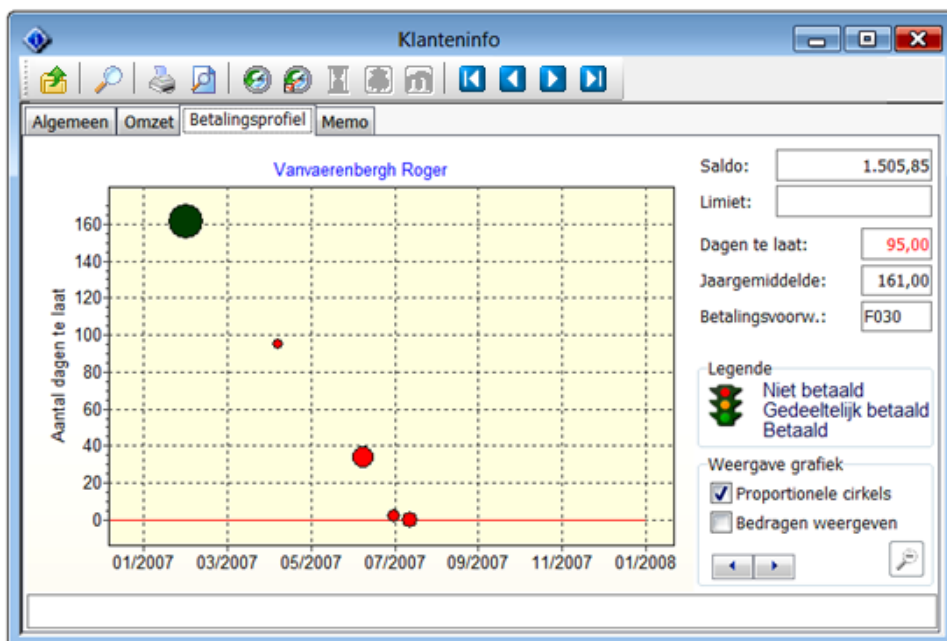 Klanteninfo
Algemeen Omzet Betalingsprofiel Memo
Vanvaerenbergh Roger
Aantal dagen te laat
160
140
120
100
80
60
40
20
0
01/2007 03/2007 05/2007 07/2007 09/2007 11/2007 01/2008
Saldo: 1.505,85
Limiet:
Dagen te laat: 95,00
Jaargemiddelde: 161,00
Betalingsvoorw.: F030
Legende
Niet betaald
Gedeeltelijk betaald
Betaald
Weergave grafiek
Proportionele cirkels
Bedragen weergeven